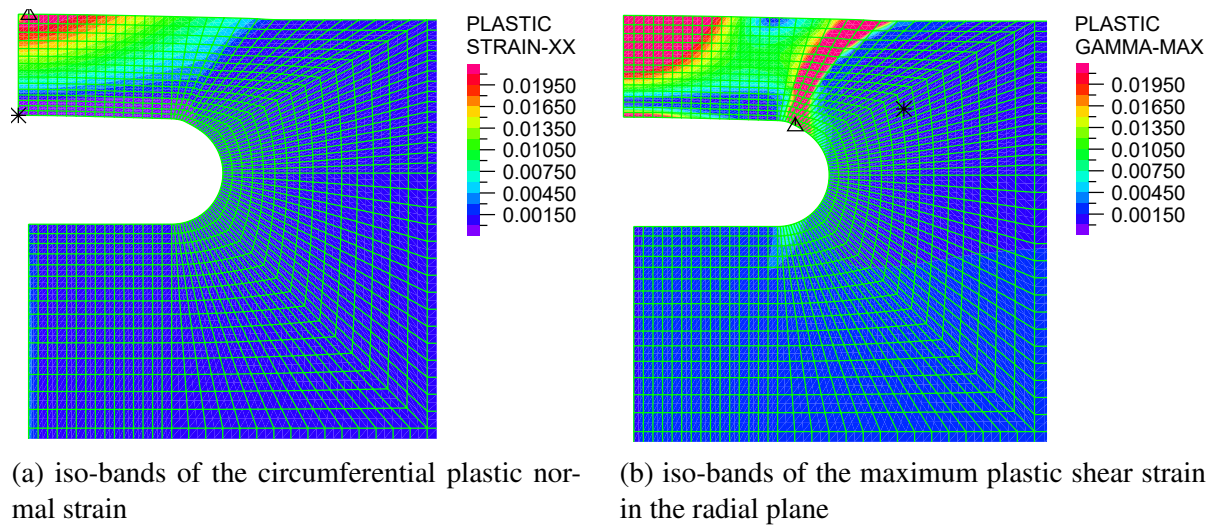 PLASTIC
STRAIN-XX
0.01950
0.01650
0.01350
0.01050
0.00750
0.00450
0.00150
PLASTIC
GAMMA-MAX
0.01950
0.01650
0.01350
0.01050
0.00750
0.00450
0.00150
(a) iso-bands of the circumferential plastic nor-
mal strain
(b) iso-bands of the maximum plastic shear strain
in the radial plane